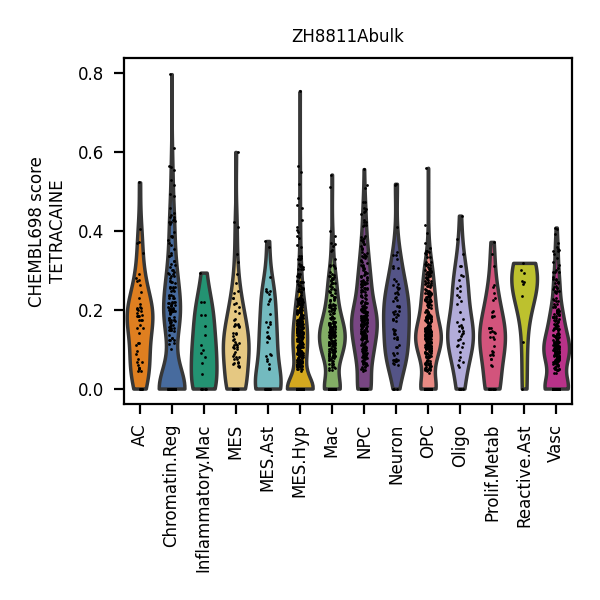 ZH8811Abulk
CHEMBL698 score
TETRACAINE
0.8
0.6
0.4
0.2
0.0
AC
Chromatin.Reg
Inflammatory.Mac
MES
MES.Ast
MES.Hyp
Mac
NPC
Neuron
OPC
Oligo
Prolif.Metab
Reactive.Ast
Vasc